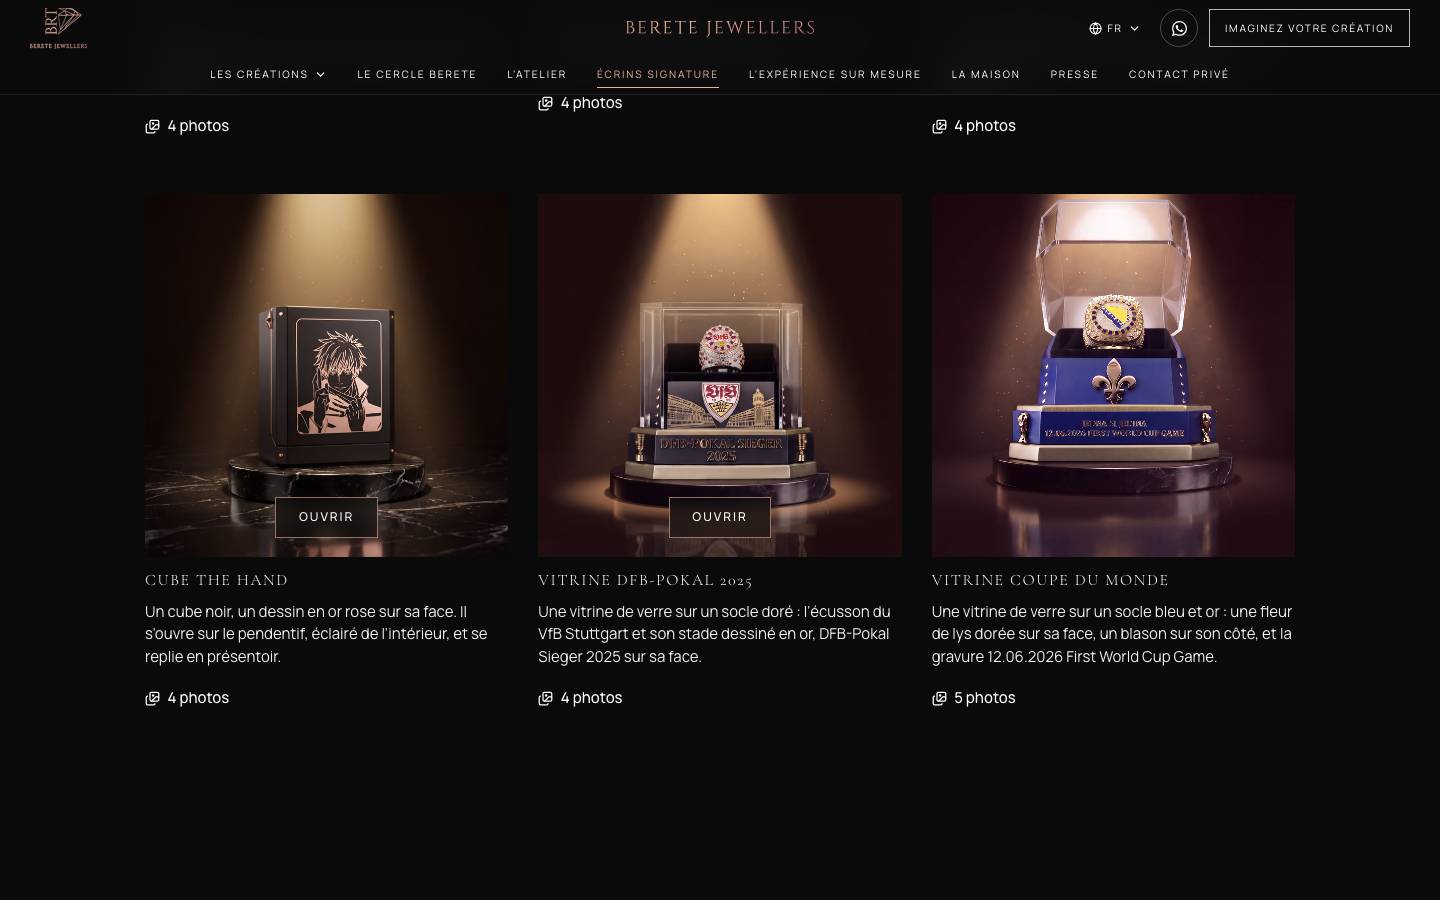 BRT
BERETE JEWELLERS
BERETE JEWELLERS
FR
IMAGINEZ VOTRE CRÉATION
LES CRÉATIONS
LE CERCLE BERETE
L'ATELIER
ÉCRINS SIGNATURE
L'EXPÉRIENCE SUR MESURE
LA MAISON
PRESSE
CONTACT PRIVÉ
4 photos
4 photos
4 photos
OUVRIR
VfB
DFB-POKAL SIEGER
2025
OUVRIR
12.06.2026 FIRST WORLD CUP GAME
CUBE THE HAND
Un cube noir, un dessin en or rose sur sa face. Il
s'ouvre sur le pendentif, éclairé de l'intérieur, et se
replie en présentoir.
4 photos
VITRINE DFB-POKAL 2025
Une vitrine de verre sur un socle doré : l'écusson du
VfB Stuttgart et son stade dessiné en or, DFB-Pokal
Sieger 2025 sur sa face.
4 photos
VITRINE COUPE DU MONDE
Une vitrine de verre sur un socle bleu et or : une fleur
de lys dorée sur sa face, un blason sur son côté, et la
gravure 12.06.2026 First World Cup Game.
5 photos